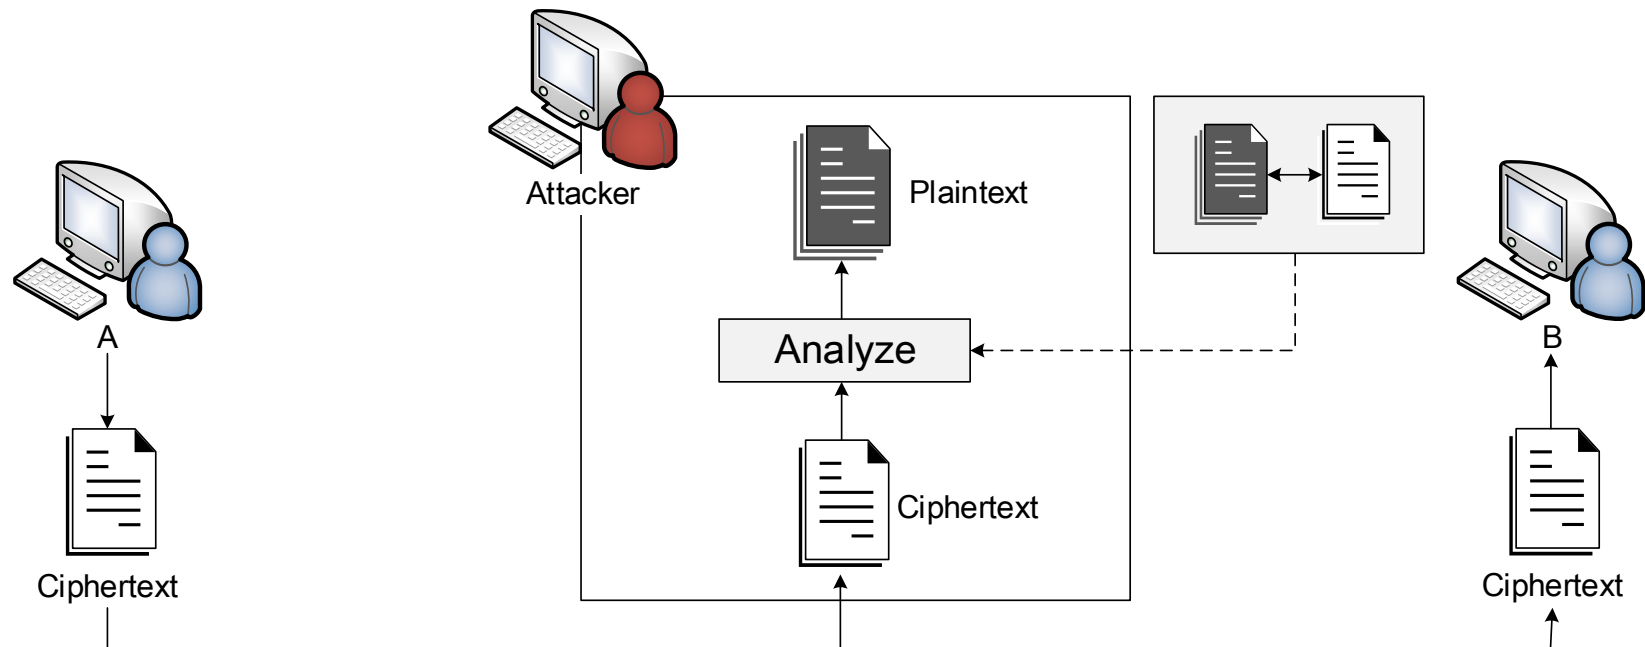 Attacker
Plaintext
A
Analyze
B
Ciphertext
Ciphertext
Ciphertext